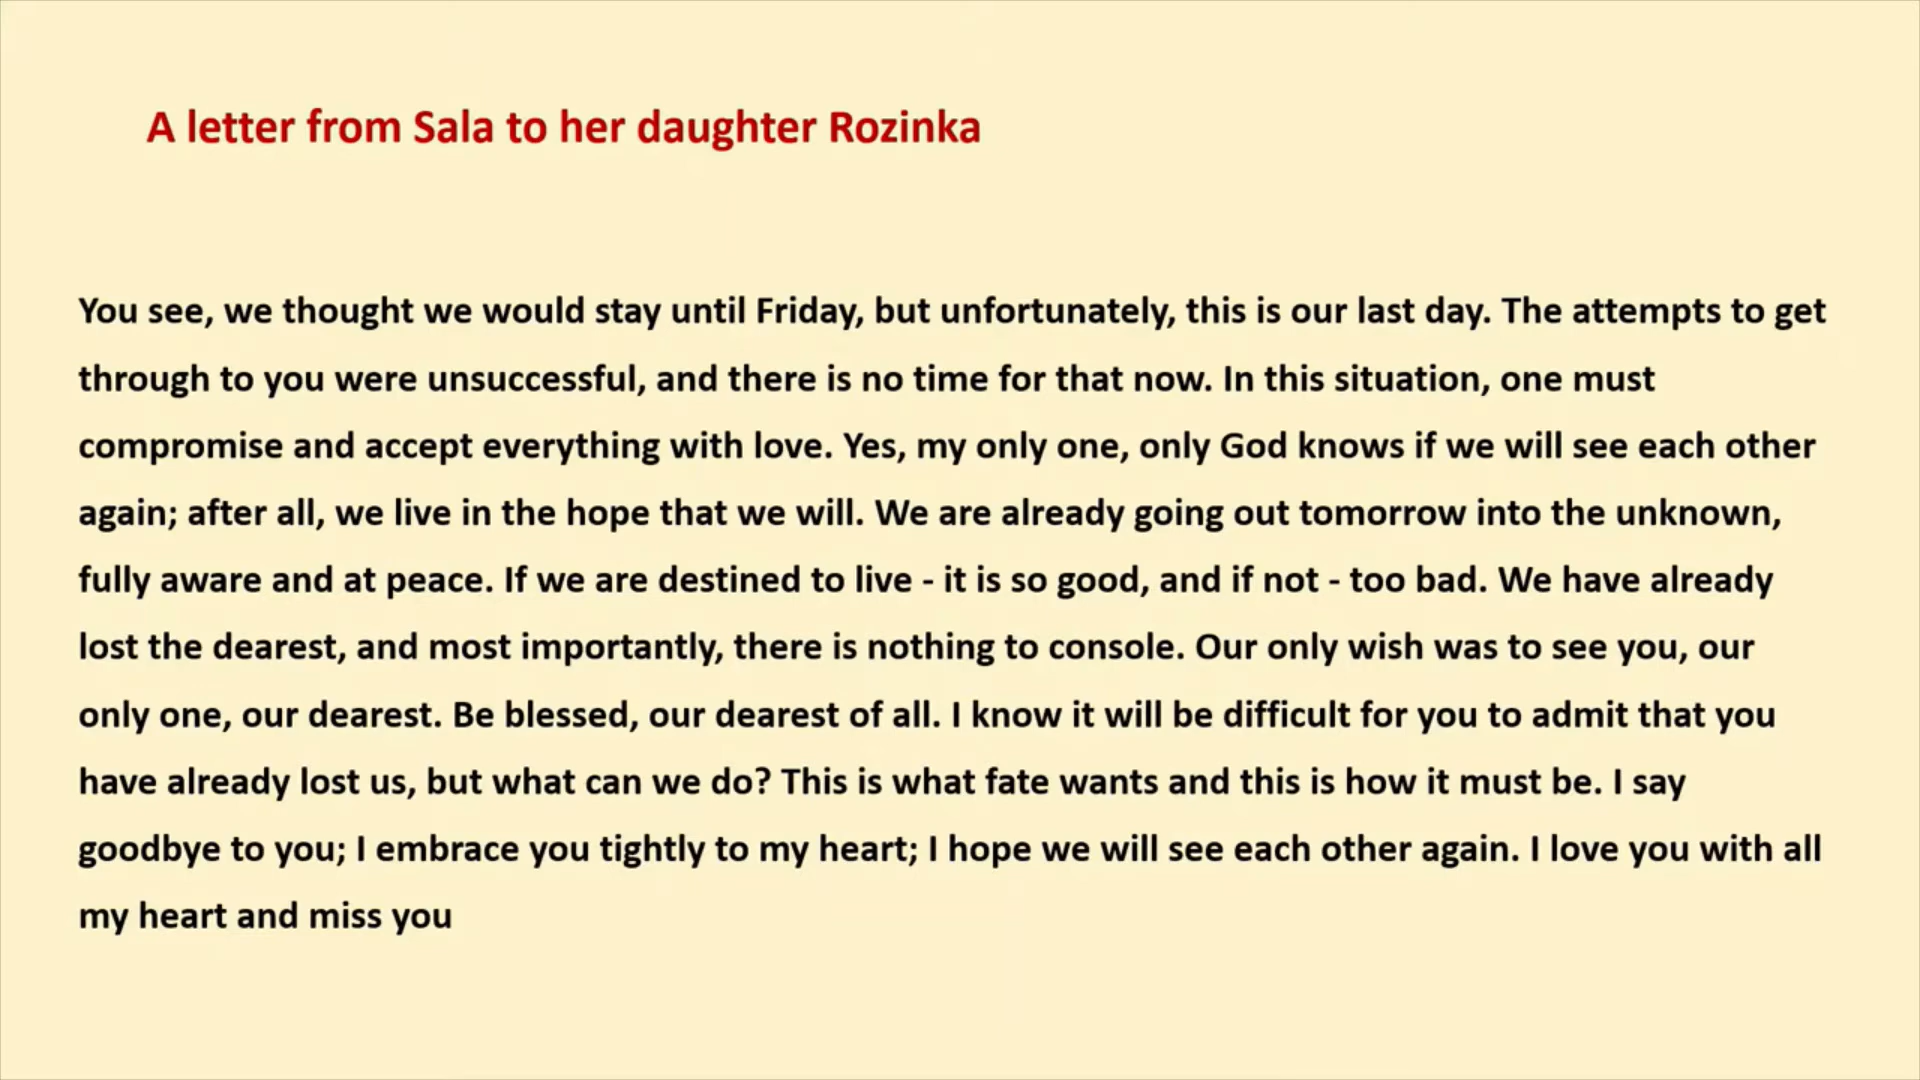 A letter from Sala to her daughter Rozinka
You see, we thought we would stay until Friday, but unfortunately, this is our last day. The attempts to get
through to you were unsuccessful, and there is no time for that now. In this situation, one must
compromise and accept everything with love. Yes, my only one, only God knows if we will see each other
again; after all, we live in the hope that we will. We are already going out tomorrow into the unknown,
fully aware and at peace. If we are destined to live - it is so good, and if not - too bad. We have already
lost the dearest, and most importantly, there is nothing to console. Our only wish was to see you, our
only one, our dearest. Be blessed, our dearest of all. I know it will be difficult for you to admit that you
have already lost us, but what can we do? This is what fate wants and this is how it must be. I say
goodbye to you; I embrace you tightly to my heart; I hope we will see each other again. I love you with all
my heart and miss you